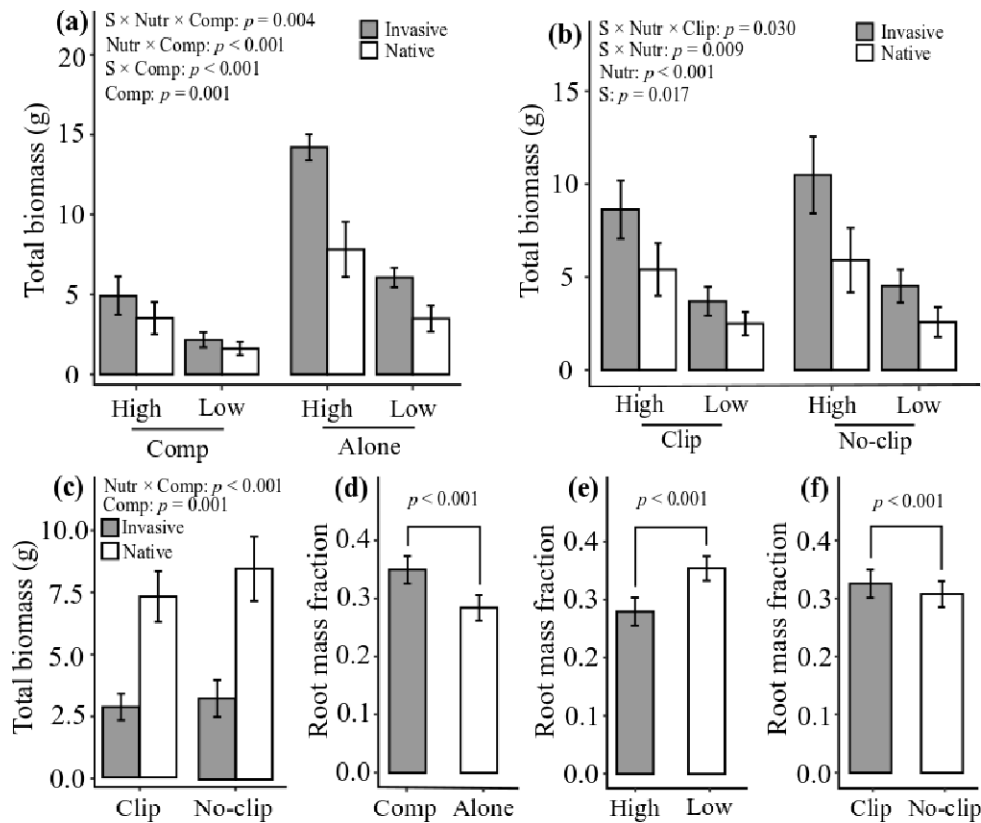 (a)
S × Nutr × Comp: p = 0.004
Nutr × Comp: p < 0.001
S × Comp: p < 0.001
Comp: p = 0.001
Invasive
Native
Total biomass (g)
20
15
10
5
0
High Low High Low
Comp Alone
(b)
S × Nutr × Clip: p = 0.030
S × Nutr: p = 0.009
Nutr: p < 0.001
S: p = 0.017
Invasive
Native
Total biomass (g)
15
10
5
0
High Low High Low
Clip No-clip
(c)
Nutr × Comp: p < 0.001
Comp: p = 0.001
Invasive
Native
Total biomass (g)
10.0
7.5
5.0
2.5
0.0
Clip No-clip
(d)
p < 0.001
Root mass fraction
0.4
0.3
0.2
0.1
0.0
Comp Alone
(e)
p < 0.001
Root mass fraction
0.4
0.3
0.2
0.1
0.0
High Low
(f)
p < 0.001
Root mass fraction
0.4
0.3
0.2
0.1
0.0
Clip No-clip